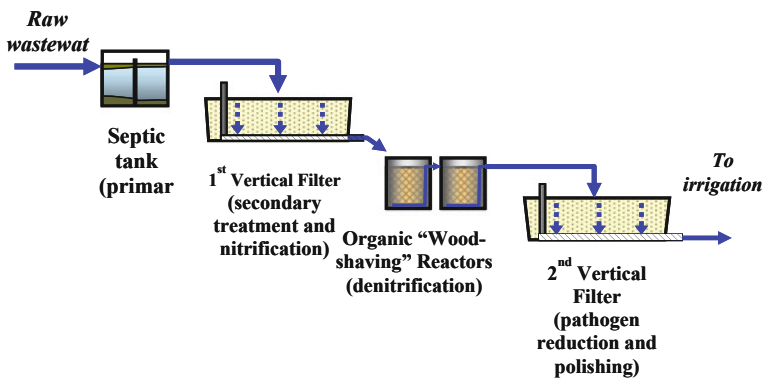 Raw
wastewat
Septic
tank
(primar
1st Vertical Filter
(secondary
treatment and
nitrification)
Organic “Wood-
shaving” Reactors
(denitrification)
2nd Vertical
Filter
(pathogen
reduction and
polishing)
To
irrigation